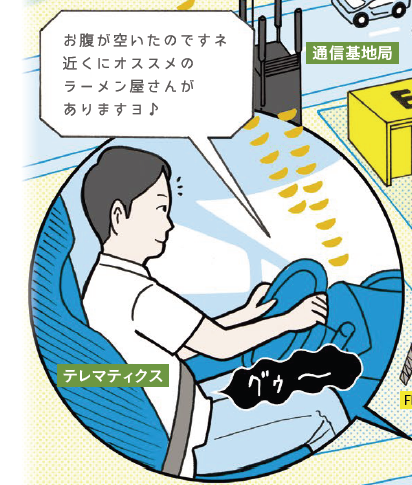 お腹が空いたのですネ
近くにオススメの
ラーメン屋さんが
ありますヨ♪
通信基地局
テレマティクス
グゥ〜